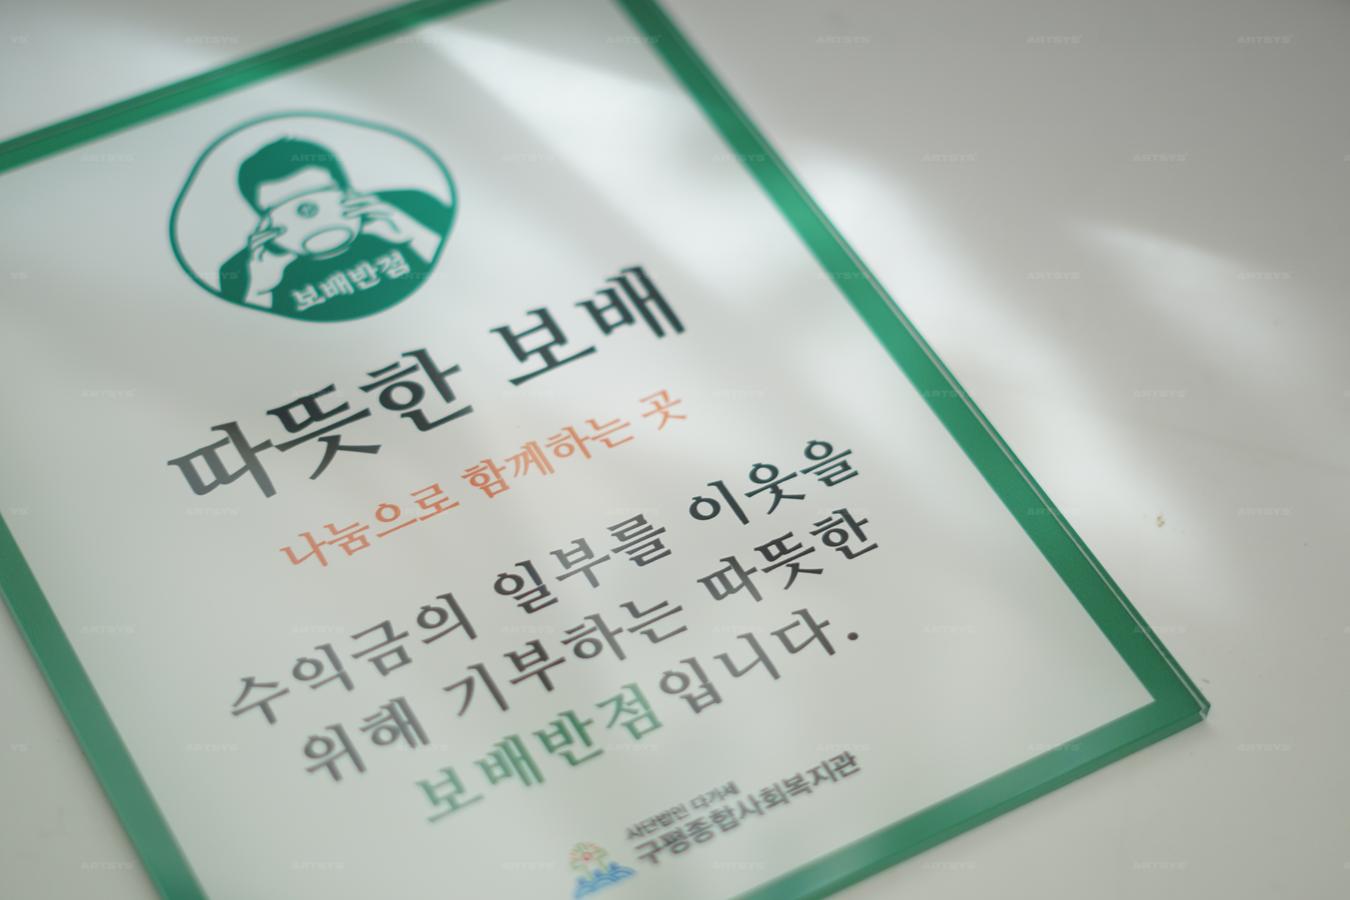 보배반점
따뜻한 보배
나눔으로 함께하는 곳
수익금의 일부를 이웃을
위해 기부하는 따뜻한
보배반점입니다.
사단법인 다가세
구평종합사회복지관
ARTSYS